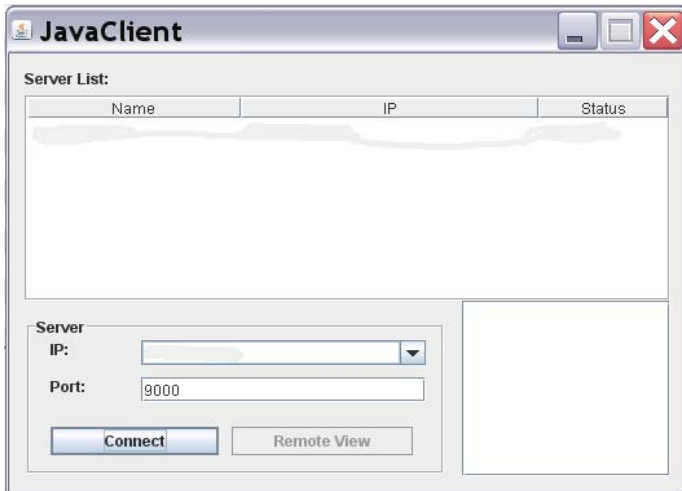 JavaClient
Server List:
Name IP Status
Server
IP:
Port: 9000
Connect Remote View